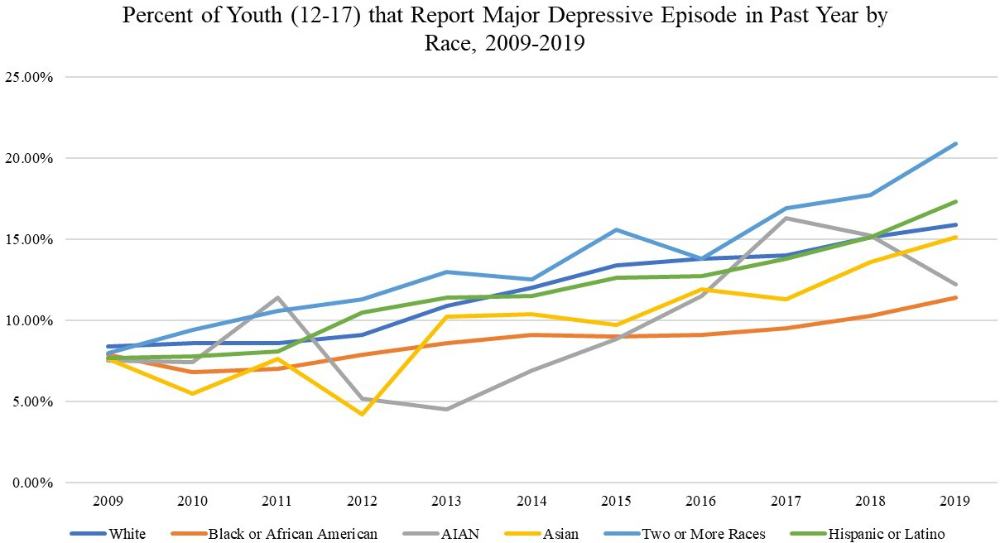 Percent of Youth (12-17) that Report Major Depressive Episode in Past Year by
Race, 2009-2019
25.00%
20.00%
15.00%
10.00%
5.00%
0.00%
2009 2010 2011 2012 2013 2014 2015 2016 2017 2018 2019
White Black or African American AIAN Asian Two or More Races Hispanic or Latino